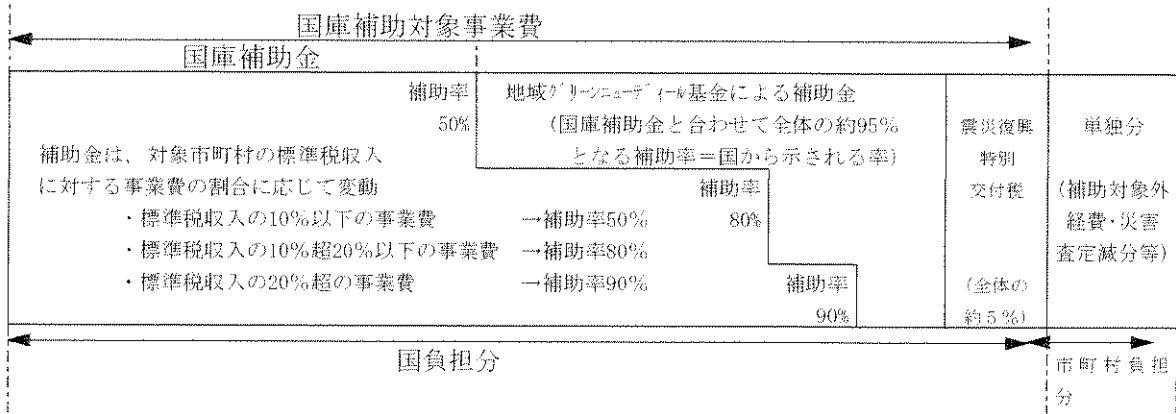 国庫補助対象事業費
国庫補助金
補助率
50%
地域グリーンニューディール基金による補助金
(国庫補助金と合わせて全体の約95%
となる補助率=国から示される率)
補助金は、対象市町村の標準税収入
に対する事業費の割合に応じて変動
・標準税収入の10%以下の事業費 →補助率50%
・標準税収入の10%超20%以下の事業費 →補助率80%
・標準税収入の20%超の事業費 →補助率90%
補助率
80%
補助率
90%
震災復興
特別
交付税
(全体の
約5%)
単独分
(補助対象外
経費・災害
査定減分等)
国負担分
市町村負担
分